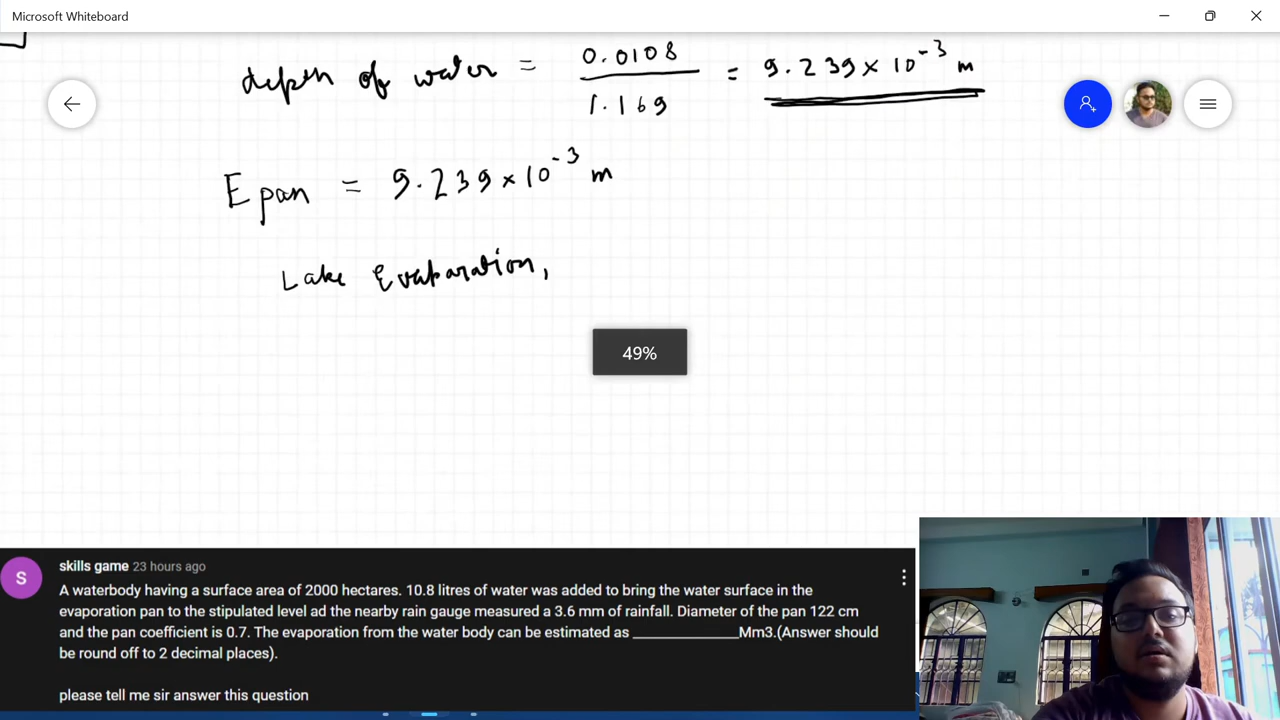 Microsoft Whiteboard
depth of water = 0.0108 / 1.169 = 9.239 × 10⁻³ m
E pan = 9.239 × 10⁻³ m
Lake Evaporation,
49%
S
skills game 23 hours ago
A waterbody having a surface area of 2000 hectares. 10.8 litres of water was added to bring the water surface in the
evaporation pan to the stipulated level ad the nearby rain gauge measured a 3.6 mm of rainfall. Diameter of the pan 122 cm
and the pan coefficient is 0.7. The evaporation from the water body can be estimated as ______________Mm3.(Answer should
be round off to 2 decimal places).
please tell me sir answer this question